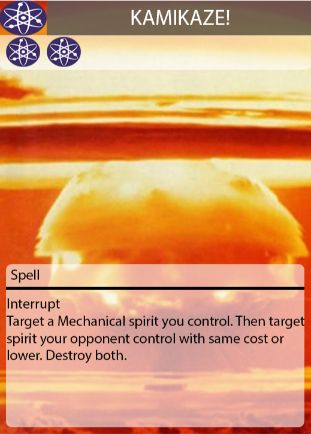 KAMIKAZE!
Spell
Interrupt
Target a Mechanical spirit you control. Then target
spirit your opponent control with same cost or
lower. Destroy both.